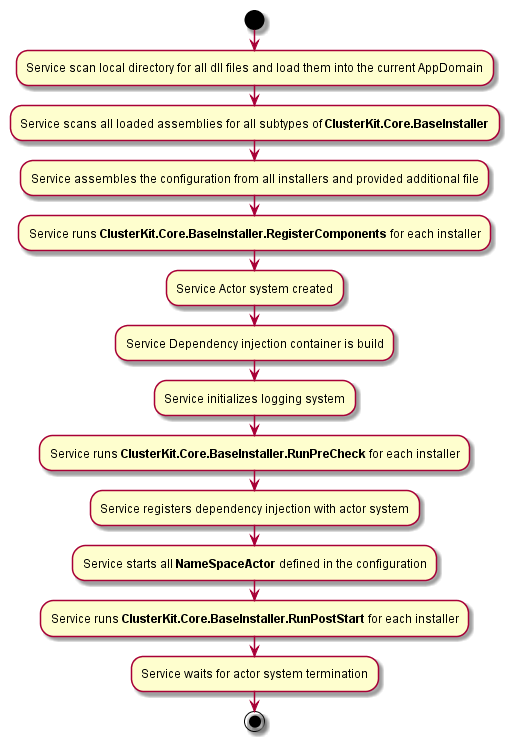 Service scan local directory for all dll files and load them into the current AppDomain
Service scans all loaded assemblies for all subtypes of ClusterKit.Core.BaseInstaller
Service assembles the configuration from all installers and provided additional file
Service runs ClusterKit.Core.BaseInstaller.RegisterComponents for each installer
Service Actor system created
Service Dependency injection container is build
Service initializes logging system
Service runs ClusterKit.Core.BaseInstaller.RunPreCheck for each installer
Service registers dependency injection with actor system
Service starts all NameSpaceActor defined in the configuration
Service runs ClusterKit.Core.BaseInstaller.RunPostStart for each installer
Service waits for actor system termination